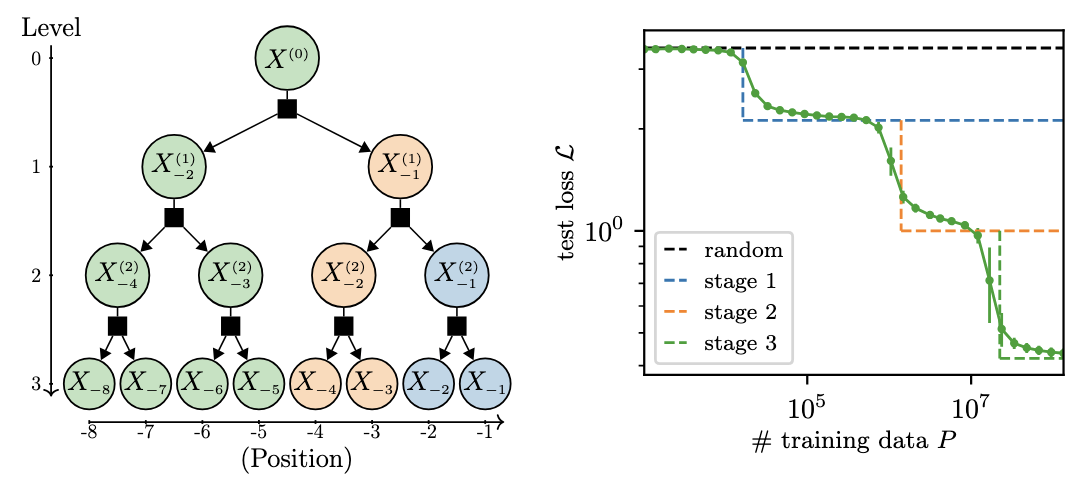 Level
0
X^(0)
1
X^(1)_-2 X^(1)_-1
2
X^(2)_-4 X^(2)_-3 X^(2)_-2 X^(2)_-1
3
X_-8 X_-7 X_-6 X_-5 X_-4 X_-3 X_-2 X_-1
-8 -7 -6 -5 -4 -3 -2 -1
(Position)
test loss ℒ
10^0
random
stage 1
stage 2
stage 3
10^5 10^7
# training data P